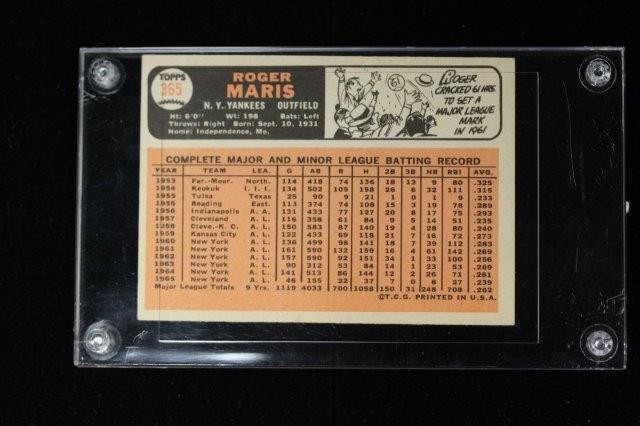 TOPPS
365
ROGER
MARIS
N. Y. YANKEES OUTFIELD
Ht: 6'0" Wt: 198 Bats: Left
Throws: Right Born: Sept. 10, 1931
Home: Independence, Mo.
61
ROGER
CRACKED 61 HRS.
TO SET A
MAJOR LEAGUE
MARK
IN 1961
COMPLETE MAJOR AND MINOR LEAGUE BATTING RECORD
YEAR TEAM LEA. G AB R H 2B 3B HR RBI AVG.
1953 Far.-Moor. North. 114 418 74 136 18 13 9 80 .325
1954 Keokuk I. I. I. 134 502 105 158 26 6 32 111 .315
1955 Tulsa Texas 25 90 9 21 1 0 1 9 .233
1955 Reading East. 113 374 74 108 15 3 19 78 .289
1956 Indianapolis A. A. 131 433 77 127 20 8 17 75 .293
1957 Cleveland A. L. 116 358 61 84 9 5 14 51 .235
1958 Cleve.-K. C. A. L. 150 583 87 140 19 4 28 80 .240
1959 Kansas City A. L. 122 433 69 118 21 7 16 72 .273
1960 New York A. L. 136 499 98 141 18 7 39 112 .283
1961 New York A. L. 161 590 132 159 16 4 61 142 .269
1962 New York A. L. 157 590 92 151 34 1 33 100 .256
1963 New York A. L. 90 312 53 84 14 1 23 53 .269
1964 New York A. L. 141 513 86 144 12 2 26 71 .281
1965 New York A. L. 46 155 22 37 7 0 8 27 .239
Major League Totals 9 Yrs. 1119 4033 700 1058 150 31 248 708 .262
©T.C.G. PRINTED IN U.S.A.